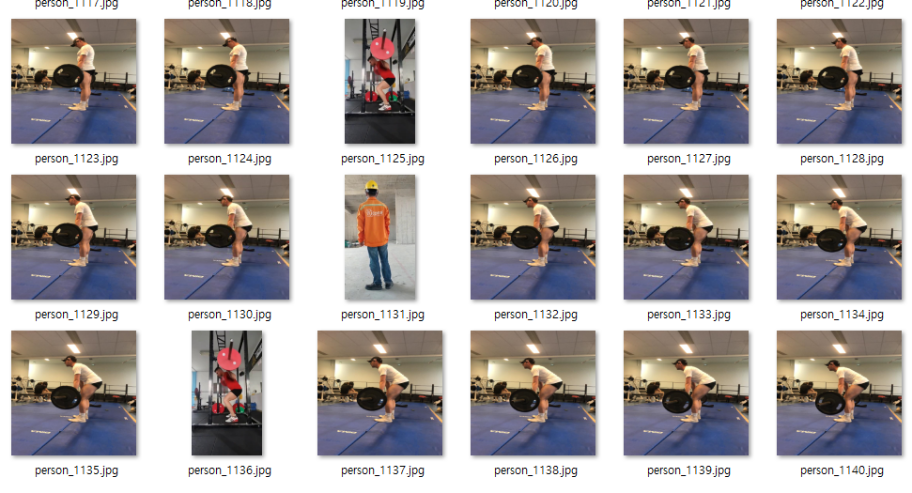 person_1117.jpg person_1118.jpg person_1119.jpg person_1120.jpg person_1121.jpg person_1122.jpg
person_1123.jpg person_1124.jpg person_1125.jpg person_1126.jpg person_1127.jpg person_1128.jpg
person_1129.jpg person_1130.jpg person_1131.jpg person_1132.jpg person_1133.jpg person_1134.jpg
person_1135.jpg person_1136.jpg person_1137.jpg person_1138.jpg person_1139.jpg person_1140.jpg